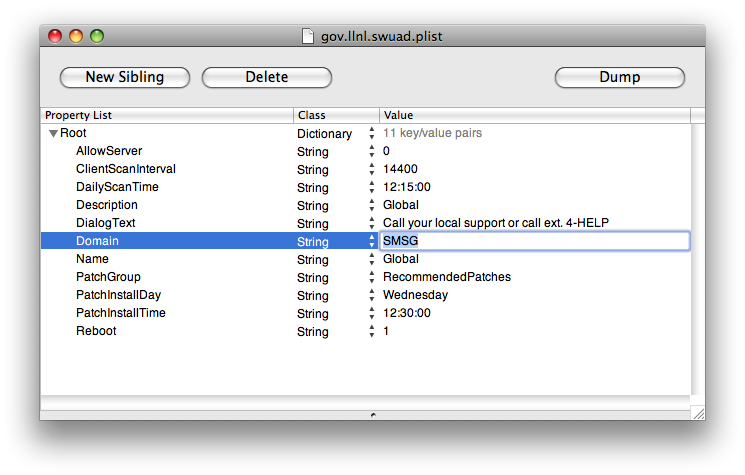 gov.llnl.swuad.plist
New Sibling Delete Dump
Property List Class Value
Root Dictionary 11 key/value pairs
AllowServer String 0
ClientScanInterval String 14400
DailyScanTime String 12:15:00
Description String Global
DialogText String Call your local support or call ext. 4-HELP
Domain String SMSG
Name String Global
PatchGroup String RecommendedPatches
PatchInstallDay String Wednesday
PatchInstallTime String 12:30:00
Reboot String 1